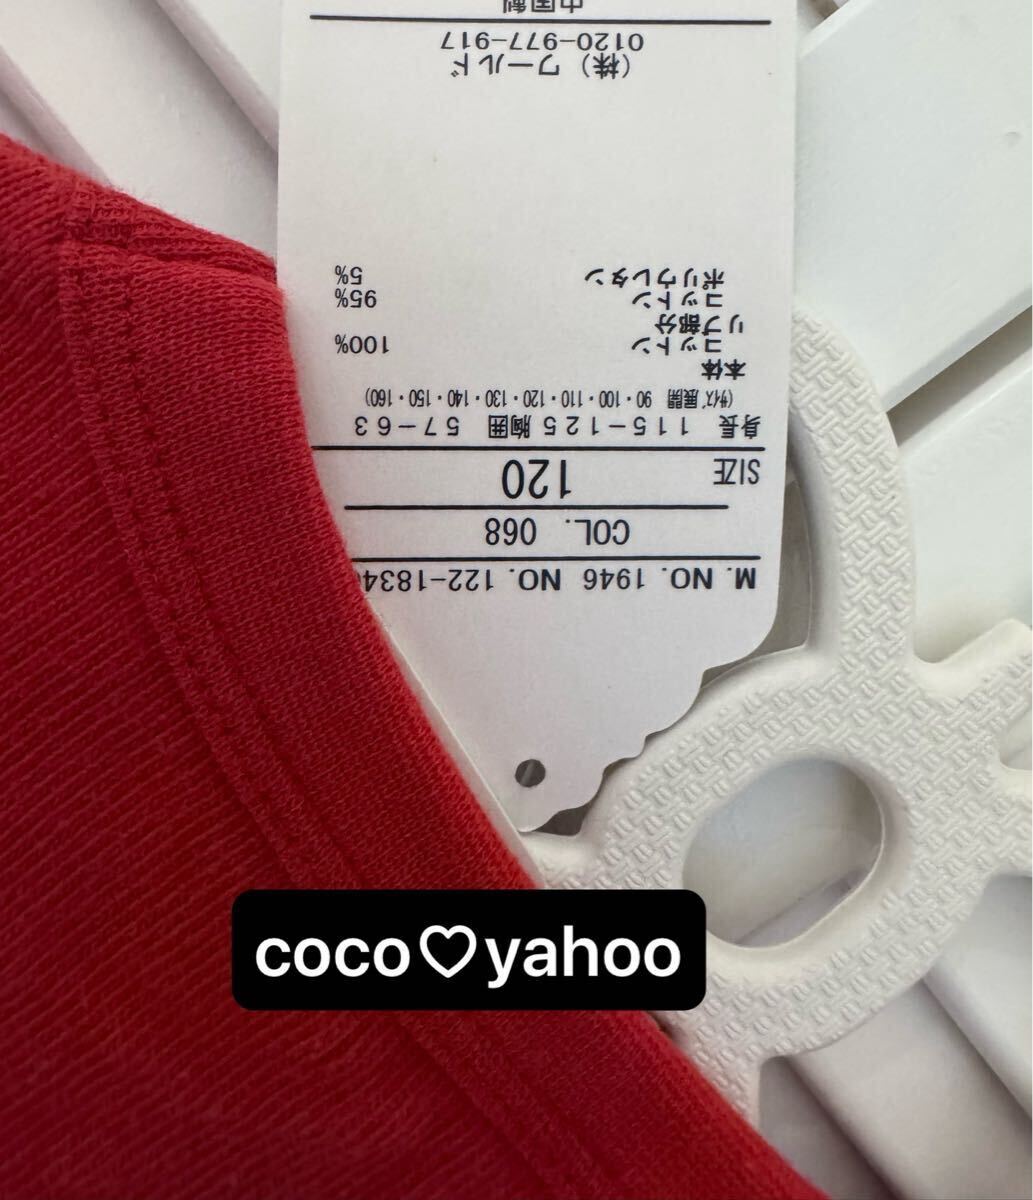 M. NO. 1946 NO. 122-1834
COL. 068
SIZE 120
身長 115-125 胸囲 57-63
(ｻｲｽﾞ展開 90・100・110・120・130・140・150・160)
本体
コットン 100%
リブ部分
コットン 95%
ポリウレタン 5%
(株) ワールド
0120-977-917
中国製
coco♡yahoo